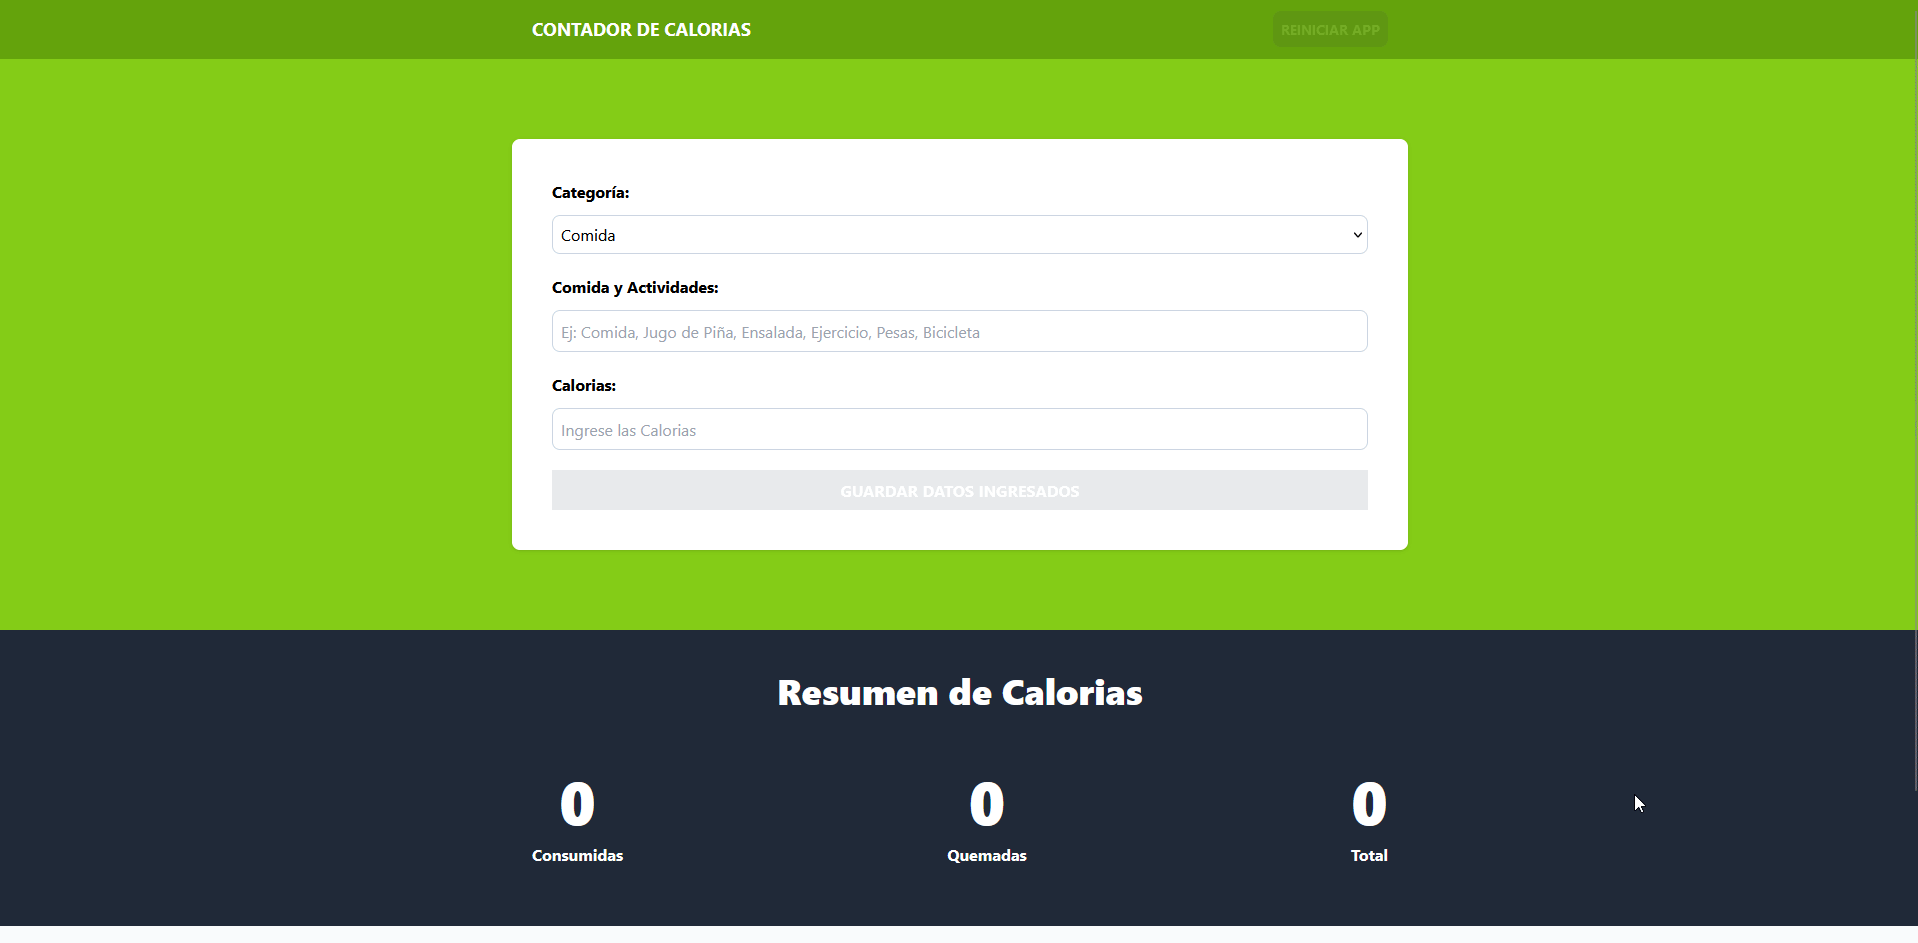 CONTADOR DE CALORIAS
REINICIAR APP
Categoría:
Comida
Comida y Actividades:
Ej: Comida, Jugo de Piña, Ensalada, Ejercicio, Pesas, Bicicleta
Calorias:
Ingrese las Calorias
GUARDAR DATOS INGRESADOS
Resumen de Calorias
0 0 0
Consumidas Quemadas Total